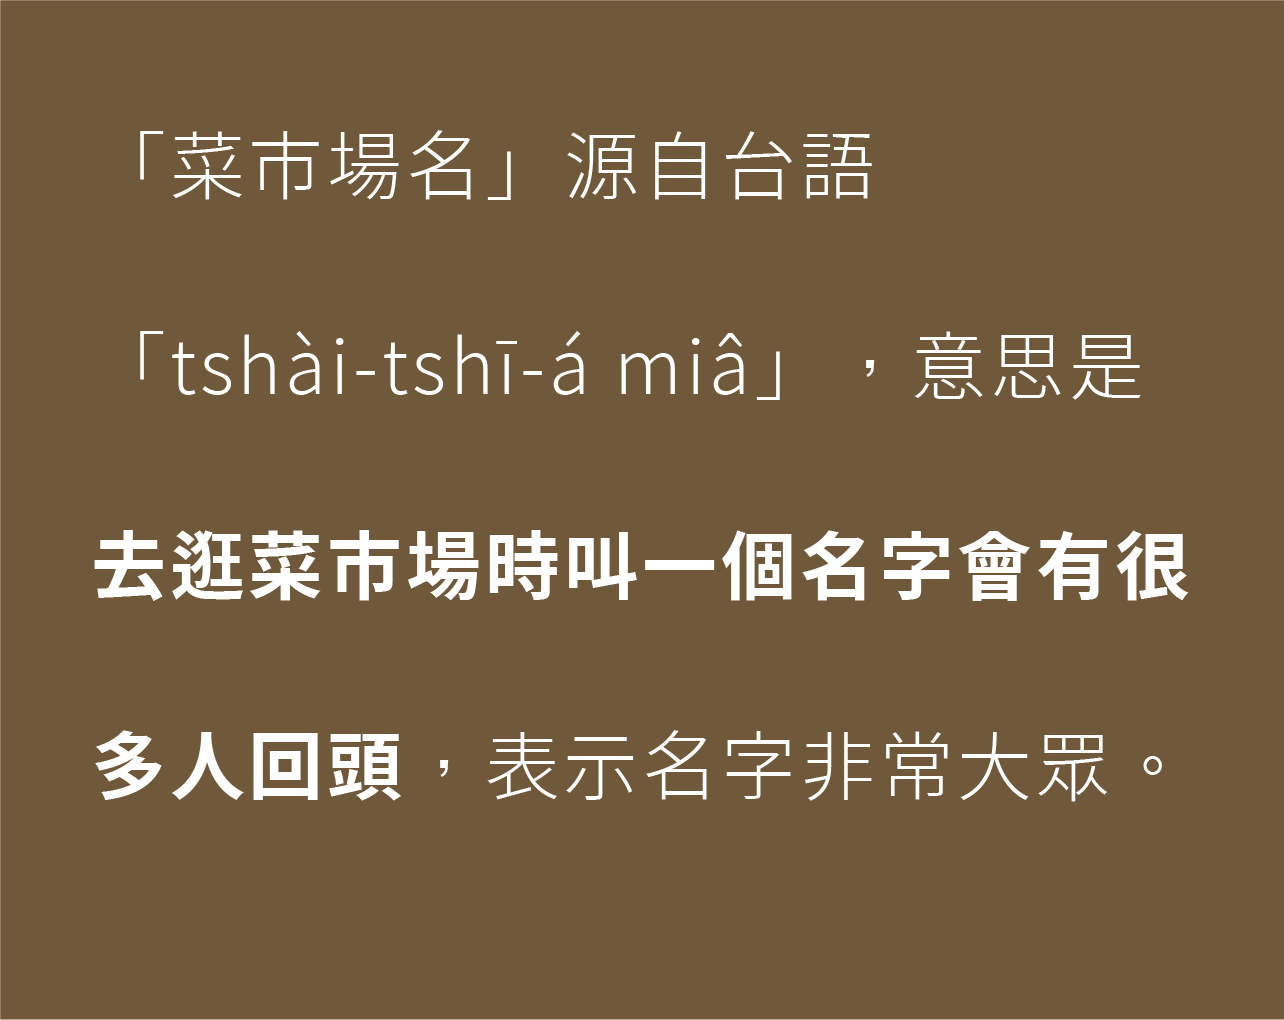 「菜市場名」源自台語
「tshài-tshī-á miâ」，意思是
去逛菜市場時叫一個名字會有很
多人回頭，表示名字非常大眾。